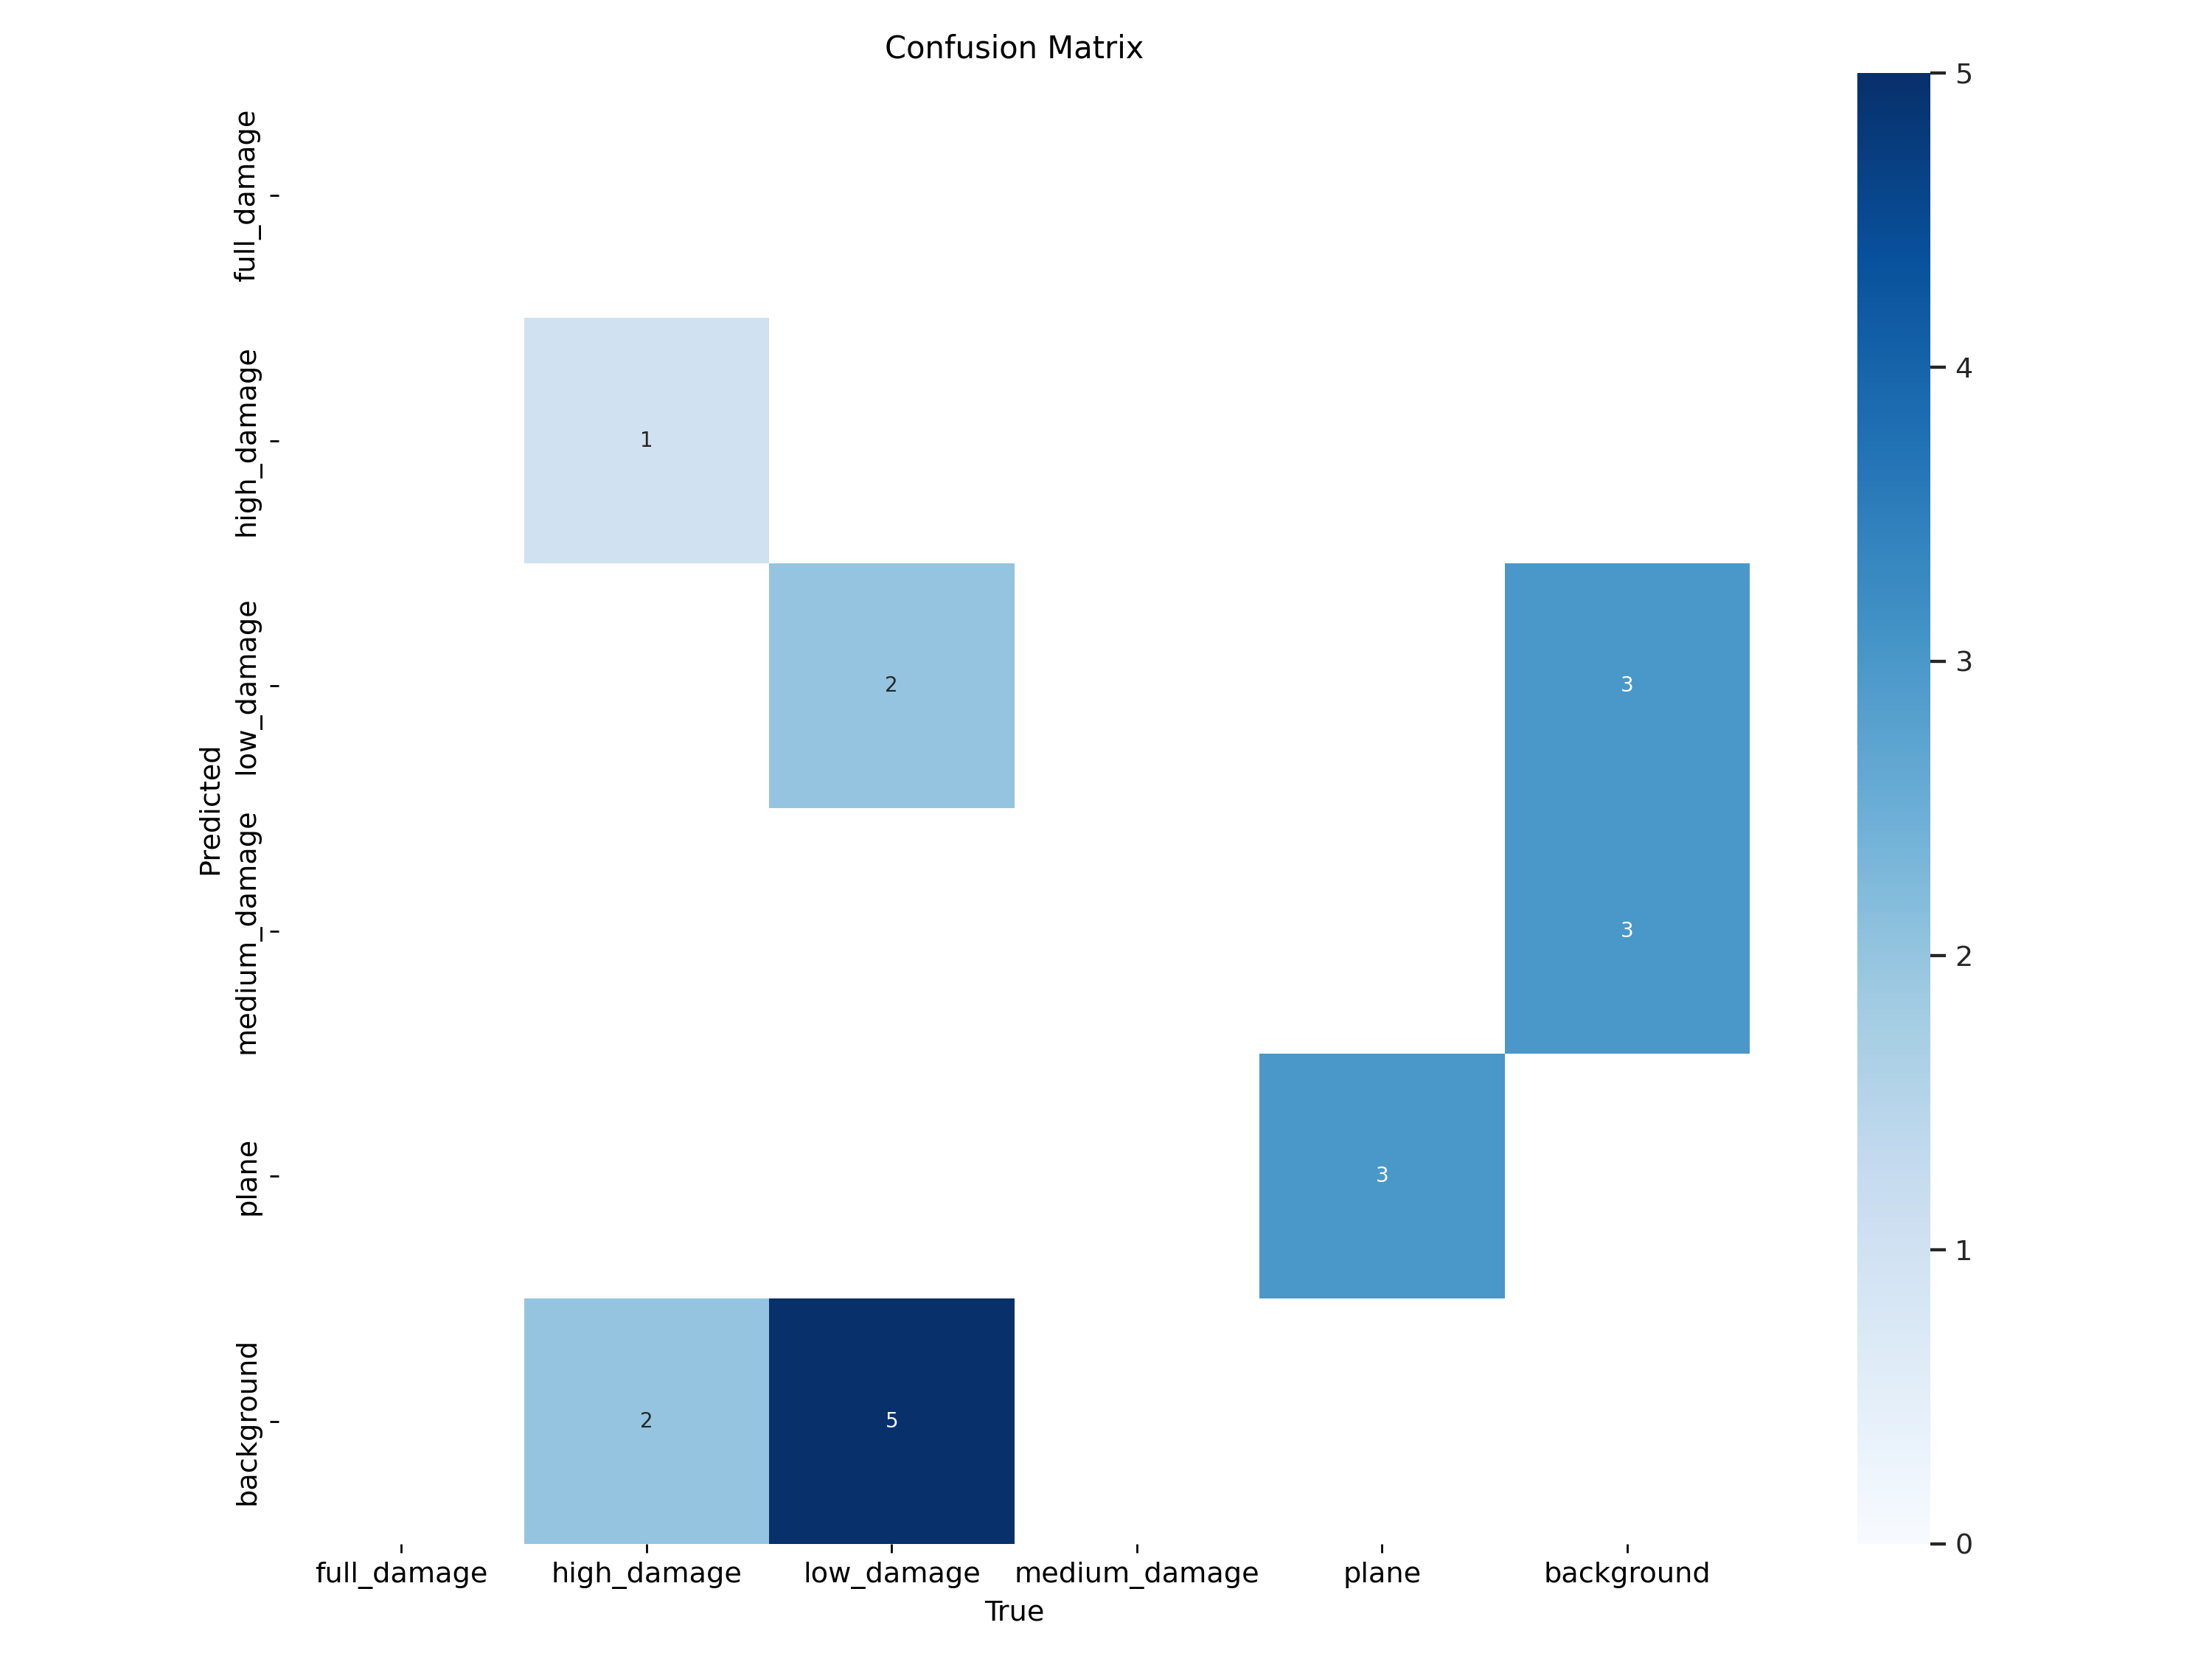 Confusion Matrix
full_damage
high_damage
low_damage
medium_damage
plane
background
Predicted
1
2
3
3
3
2
5
full_damage
high_damage
low_damage
medium_damage
plane
background
True
5
4
3
2
1
0